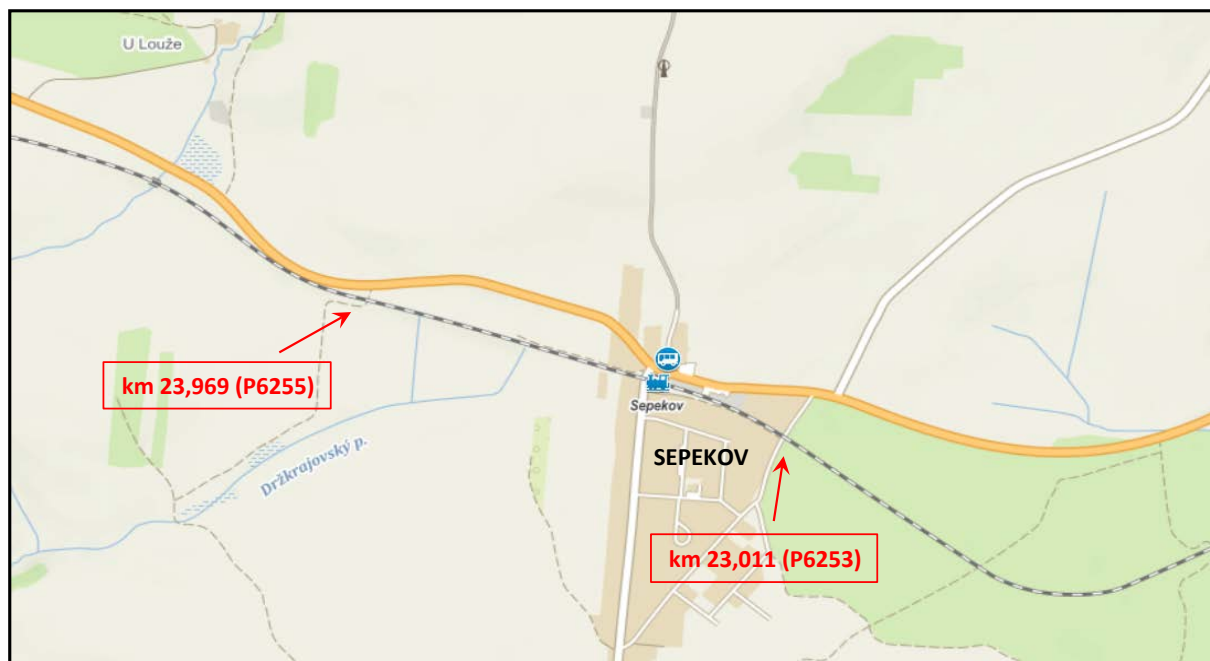 U Louže
km 23,969 (P6255)
Sepekov
SEPEKOV
Držkrajovský p.
km 23,011 (P6253)